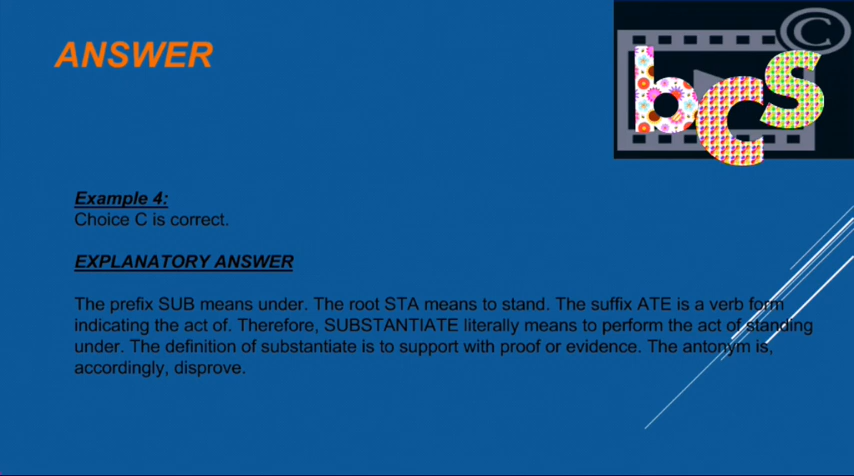 ANSWER
©
bcs
Example 4:
Choice C is correct.
EXPLANATORY ANSWER
The prefix SUB means under. The root STA means to stand. The suffix ATE is a verb form
indicating the act of. Therefore, SUBSTANTIATE literally means to perform the act of standing
under. The definition of substantiate is to support with proof or evidence. The antonym is,
accordingly, disprove.